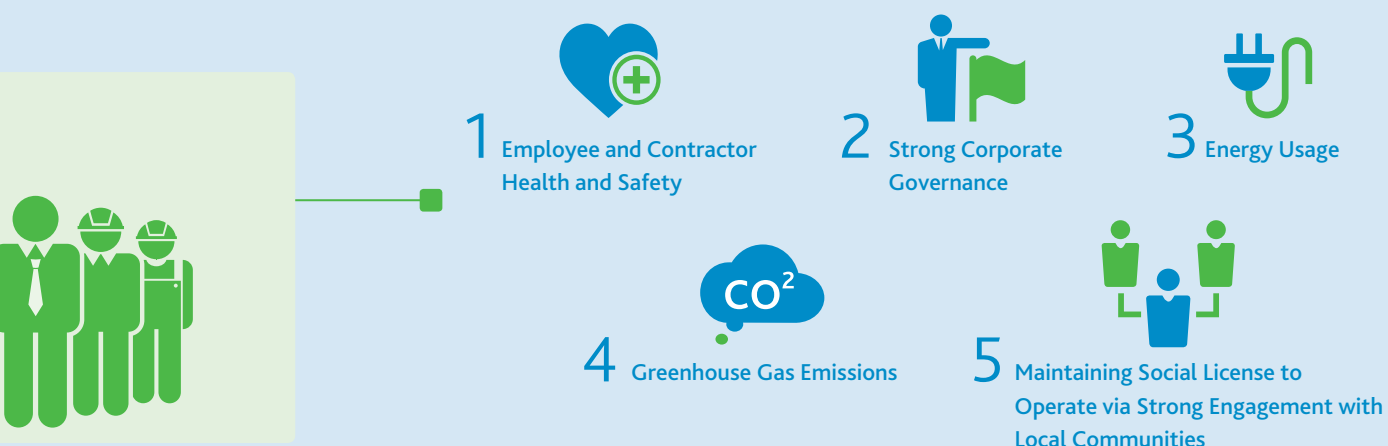 1 Employee and Contractor
Health and Safety
2 Strong Corporate
Governance
3 Energy Usage
CO²
4 Greenhouse Gas Emissions
5 Maintaining Social License to
Operate via Strong Engagement with
Local Communities